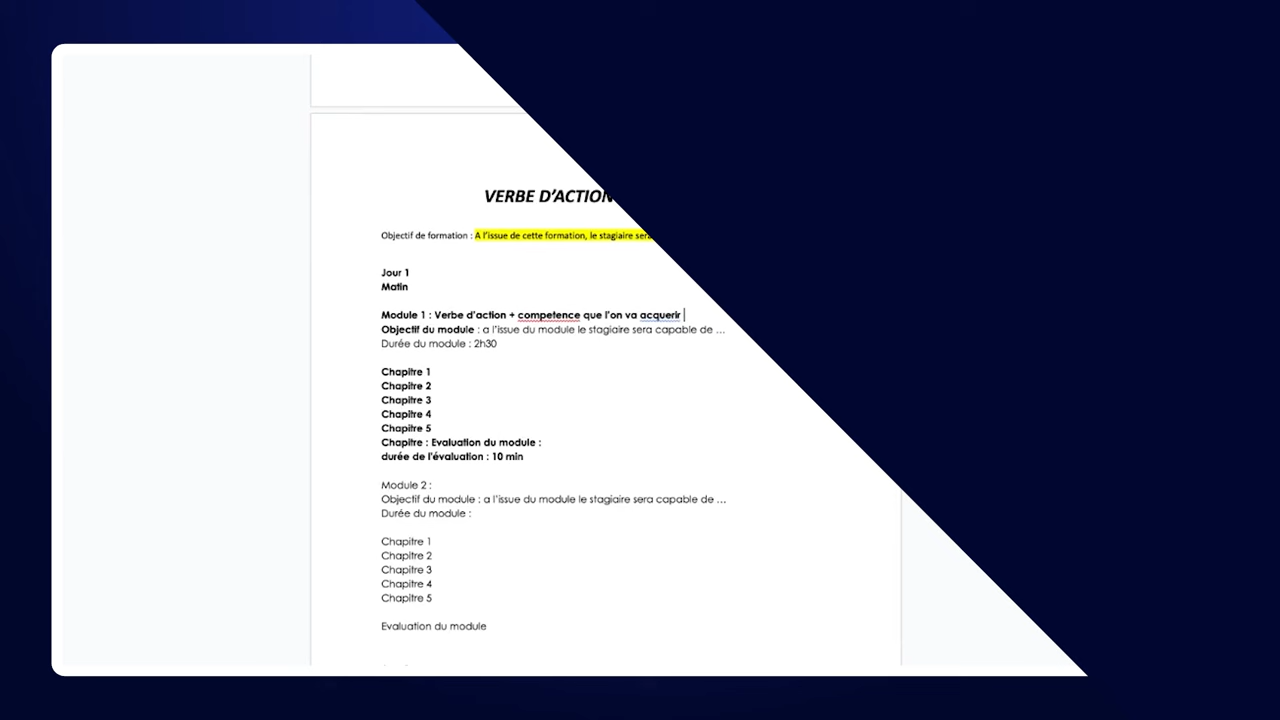 VERBE D'ACTION
Objectif de formation : A l'issue de cette formation, le stagiaire sera
Jour 1
Matin
Module 1 : Verbe d'action + competence que l'on va acquerir
Objectif du module : a l'issue du module le stagiaire sera capable de ...
Durée du module : 2h30
Chapitre 1
Chapitre 2
Chapitre 3
Chapitre 4
Chapitre 5
Chapitre : Evaluation du module :
durée de l'évaluation : 10 min
Module 2 :
Objectif du module : a l'issue du module le stagiaire sera capable de ...
Durée du module :
Chapitre 1
Chapitre 2
Chapitre 3
Chapitre 4
Chapitre 5
Evaluation du module